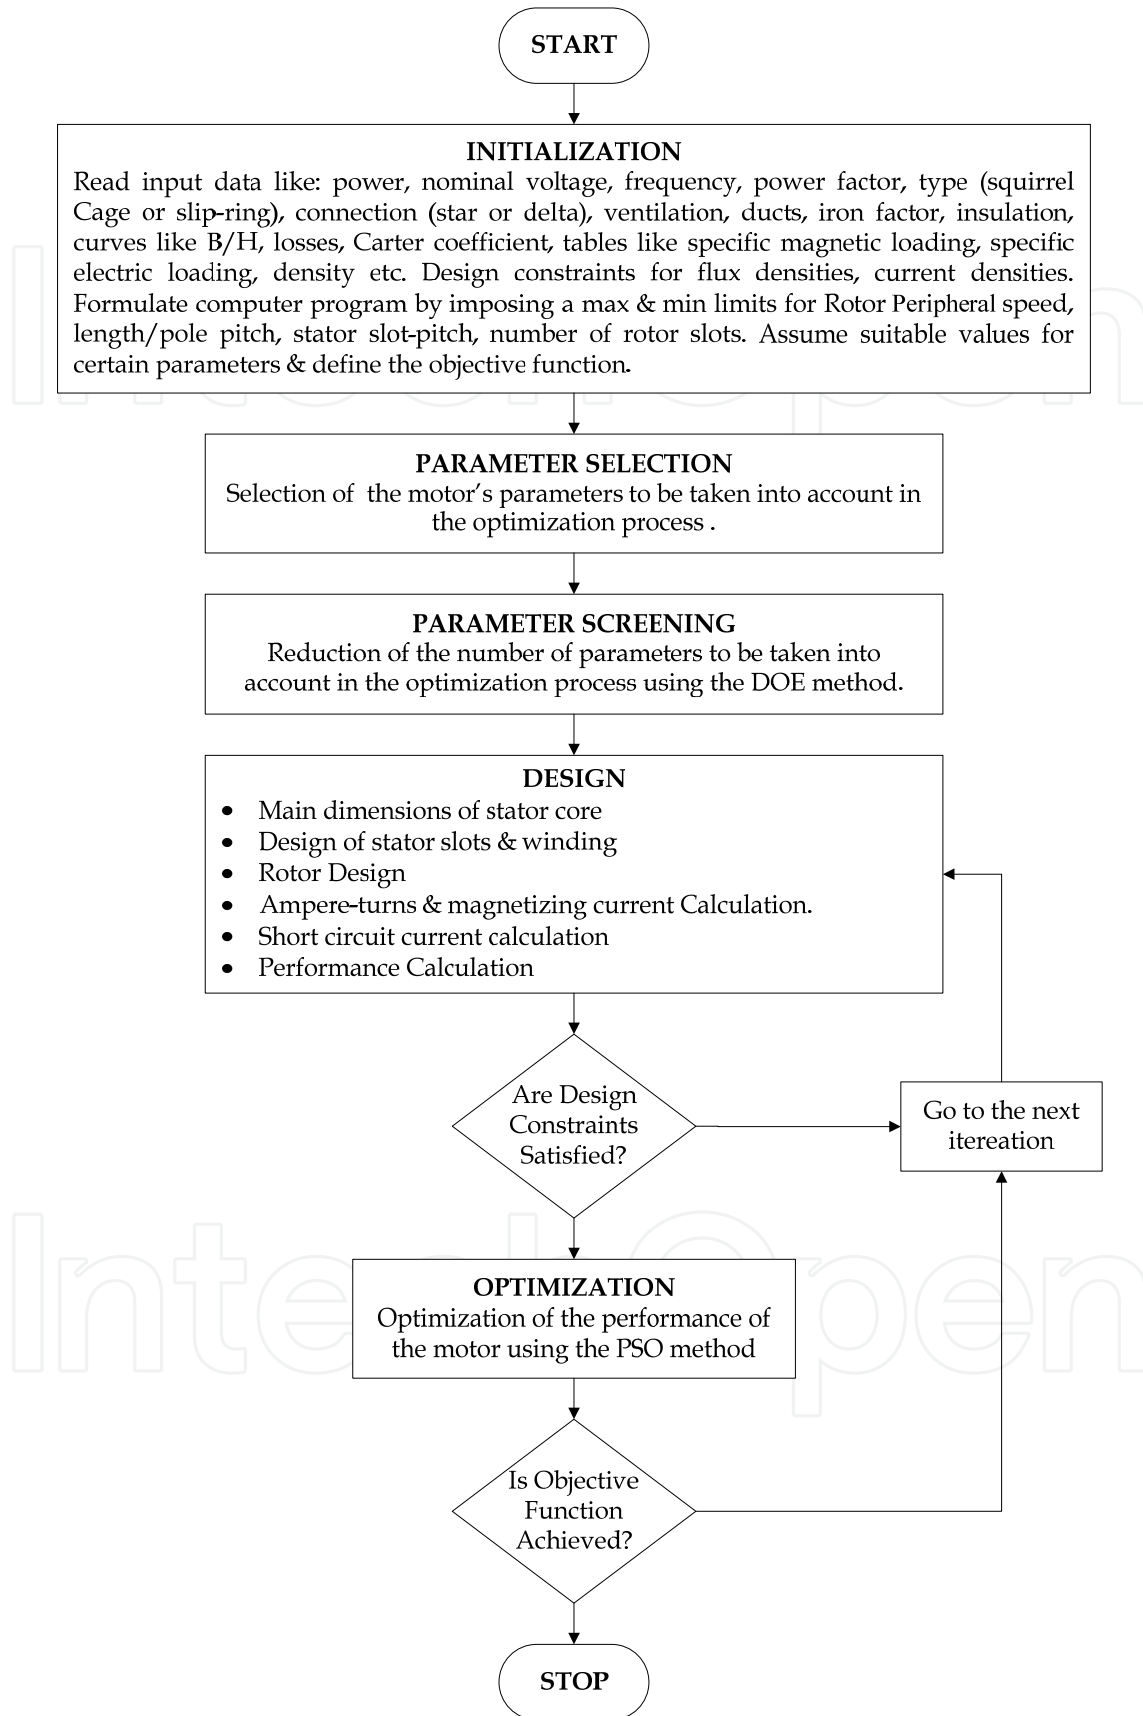 START
INITIALIZATION
Read input data like: power, nominal voltage, frequency, power factor, type (squirrel
Cage or slip-ring), connection (star or delta), ventilation, ducts, iron factor, insulation,
curves like B/H, losses, Carter coefficient, tables like specific magnetic loading, specific
electric loading, density etc. Design constraints for flux densities, current densities.
Formulate computer program by imposing a max & min limits for Rotor Peripheral speed,
length/pole pitch, stator slot-pitch, number of rotor slots. Assume suitable values for
certain parameters & define the objective function.
PARAMETER SELECTION
Selection of the motor's parameters to be taken into account in
the optimization process .
PARAMETER SCREENING
Reduction of the number of parameters to be taken into
account in the optimization process using the DOE method.
DESIGN
• Main dimensions of stator core
• Design of stator slots & winding
• Rotor Design
• Ampere-turns & magnetizing current Calculation.
• Short circuit current calculation
• Performance Calculation
Are Design
Constraints
Satisfied?
Go to the next
itereation
OPTIMIZATION
Optimization of the performance of
the motor using the PSO method
Is Objective
Function
Achieved?
STOP
IntechOpen
IntechOpen